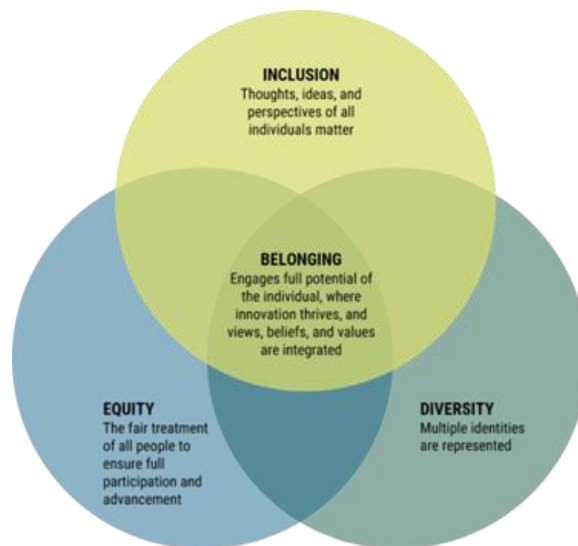 INCLUSION
Thoughts, ideas, and
perspectives of all
individuals matter
BELONGING
Engages full potential of
the individual, where
innovation thrives, and
views, beliefs, and values
are integrated
EQUITY
The fair treatment
of all people to
ensure full
participation and
advancement
DIVERSITY
Multiple identities
are represented